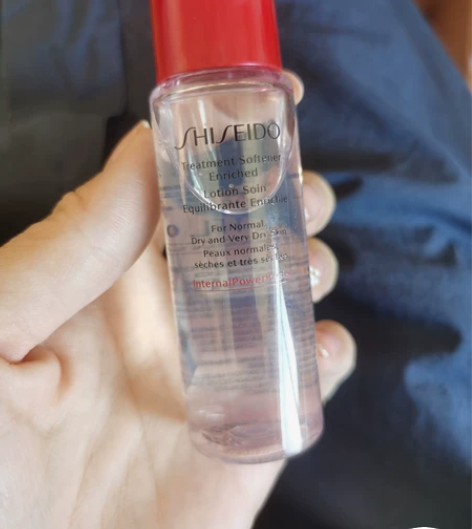 SHISEIDO
Treatment Softener
Enriched
Lotion Soin
Equilibrante Enrichie
For Normal,
Dry and Very Dry Skin
Peaux normales,
sèches et très sèches
InternalPower